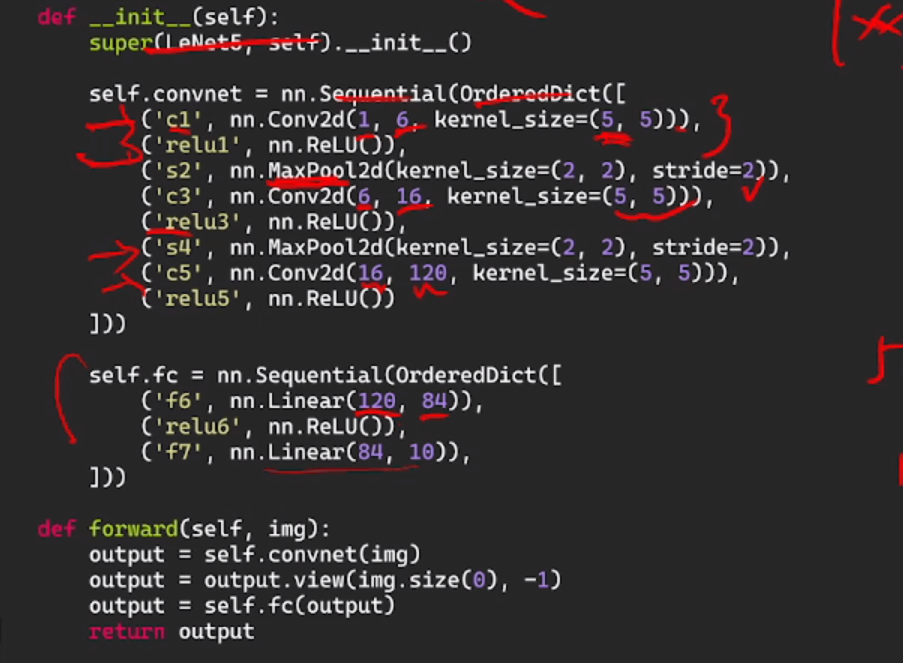 def __init__(self):
super(LeNet5, self).__init__()
self.convnet = nn.Sequential(OrderedDict([
('c1', nn.Conv2d(1, 6, kernel_size=(5, 5))),
('relu1', nn.ReLU()),
('s2', nn.MaxPool2d(kernel_size=(2, 2), stride=2)),
('c3', nn.Conv2d(6, 16, kernel_size=(5, 5))),
('relu3', nn.ReLU()),
('s4', nn.MaxPool2d(kernel_size=(2, 2), stride=2)),
('c5', nn.Conv2d(16, 120, kernel_size=(5, 5))),
('relu5', nn.ReLU())
]))
self.fc = nn.Sequential(OrderedDict([
('f6', nn.Linear(120, 84)),
('relu6', nn.ReLU()),
('f7', nn.Linear(84, 10)),
]))
def forward(self, img):
output = self.convnet(img)
output = output.view(img.size(0), -1)
output = self.fc(output)
return output